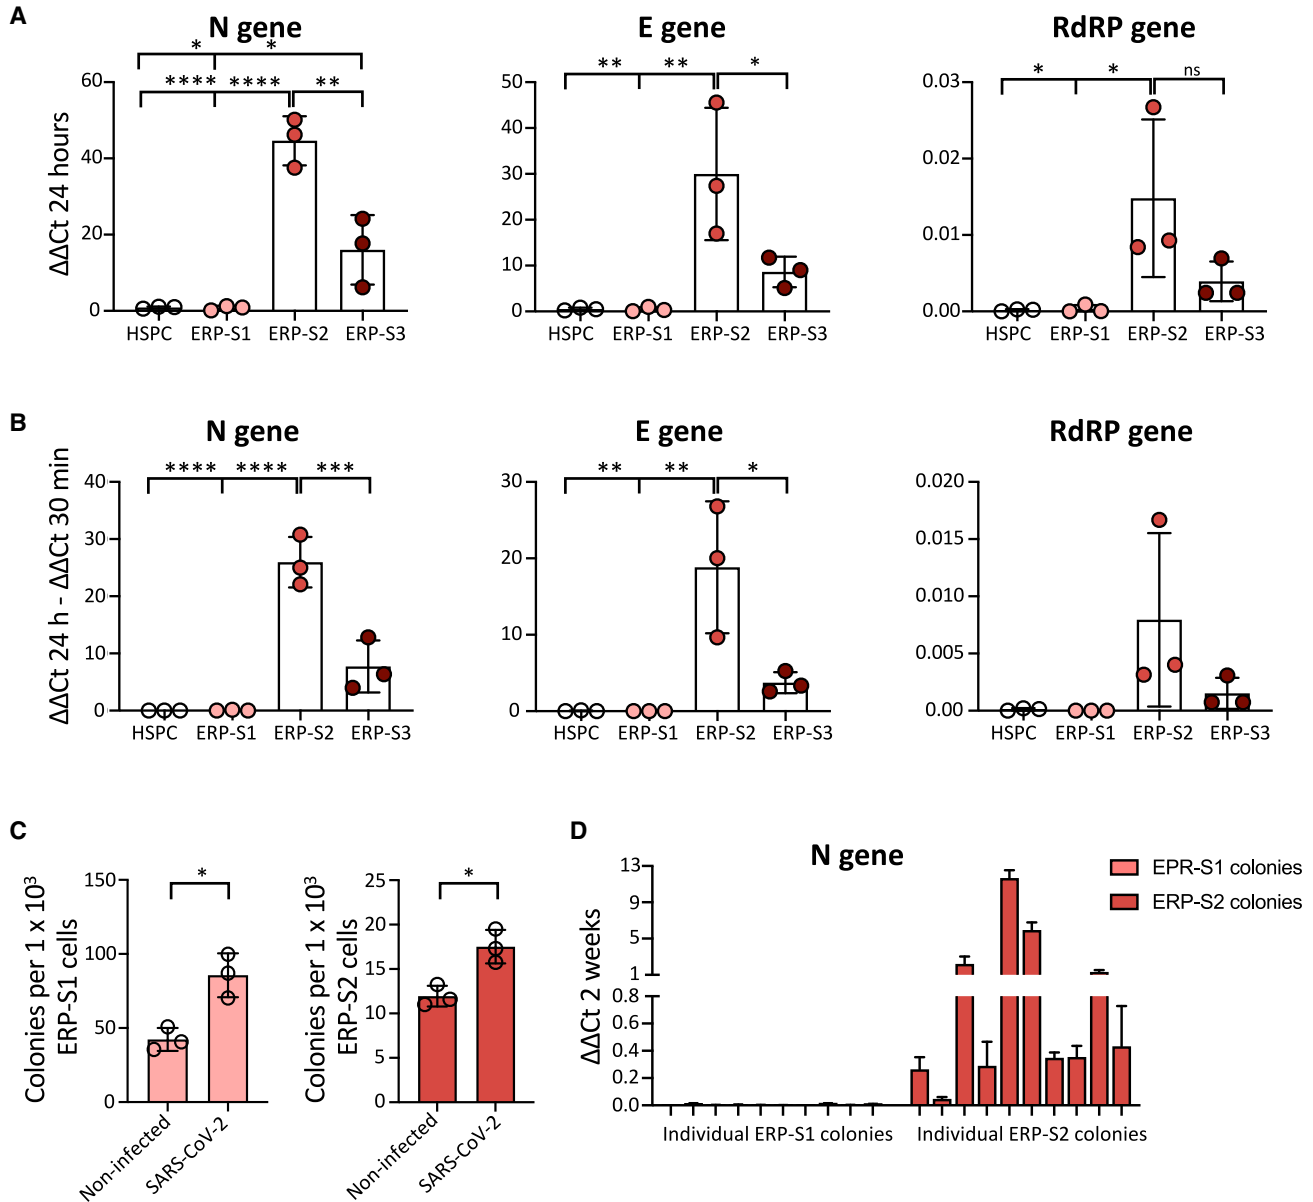 A
N gene
E gene
RdRP gene
* *
**** **** **
** ** *
* * ns
ΔΔCt 24 hours
60
40
20
0
HSPC ERP-S1 ERP-S2 ERP-S3
50
40
30
20
10
0
HSPC ERP-S1 ERP-S2 ERP-S3
0.03
0.02
0.01
0.00
HSPC ERP-S1 ERP-S2 ERP-S3
B
N gene
E gene
RdRP gene
**** **** ***
** ** *
ΔΔCt 24 h - ΔΔCt 30 min
40
30
20
10
0
HSPC ERP-S1 ERP-S2 ERP-S3
30
20
10
0
HSPC ERP-S1 ERP-S2 ERP-S3
0.020
0.015
0.010
0.005
0.000
HSPC ERP-S1 ERP-S2 ERP-S3
C
Colonies per 1 x 10³
ERP-S1 cells
150
100
50
0
*
Non-infected
SARS-CoV-2
Colonies per 1 x 10³
ERP-S2 cells
25
20
15
10
5
0
*
Non-infected
SARS-CoV-2
D
N gene
ΔΔCt 2 weeks
13
9
5
1
0.8
0.6
0.4
0.2
0.0
Individual ERP-S1 colonies
Individual ERP-S2 colonies
EPR-S1 colonies
ERP-S2 colonies